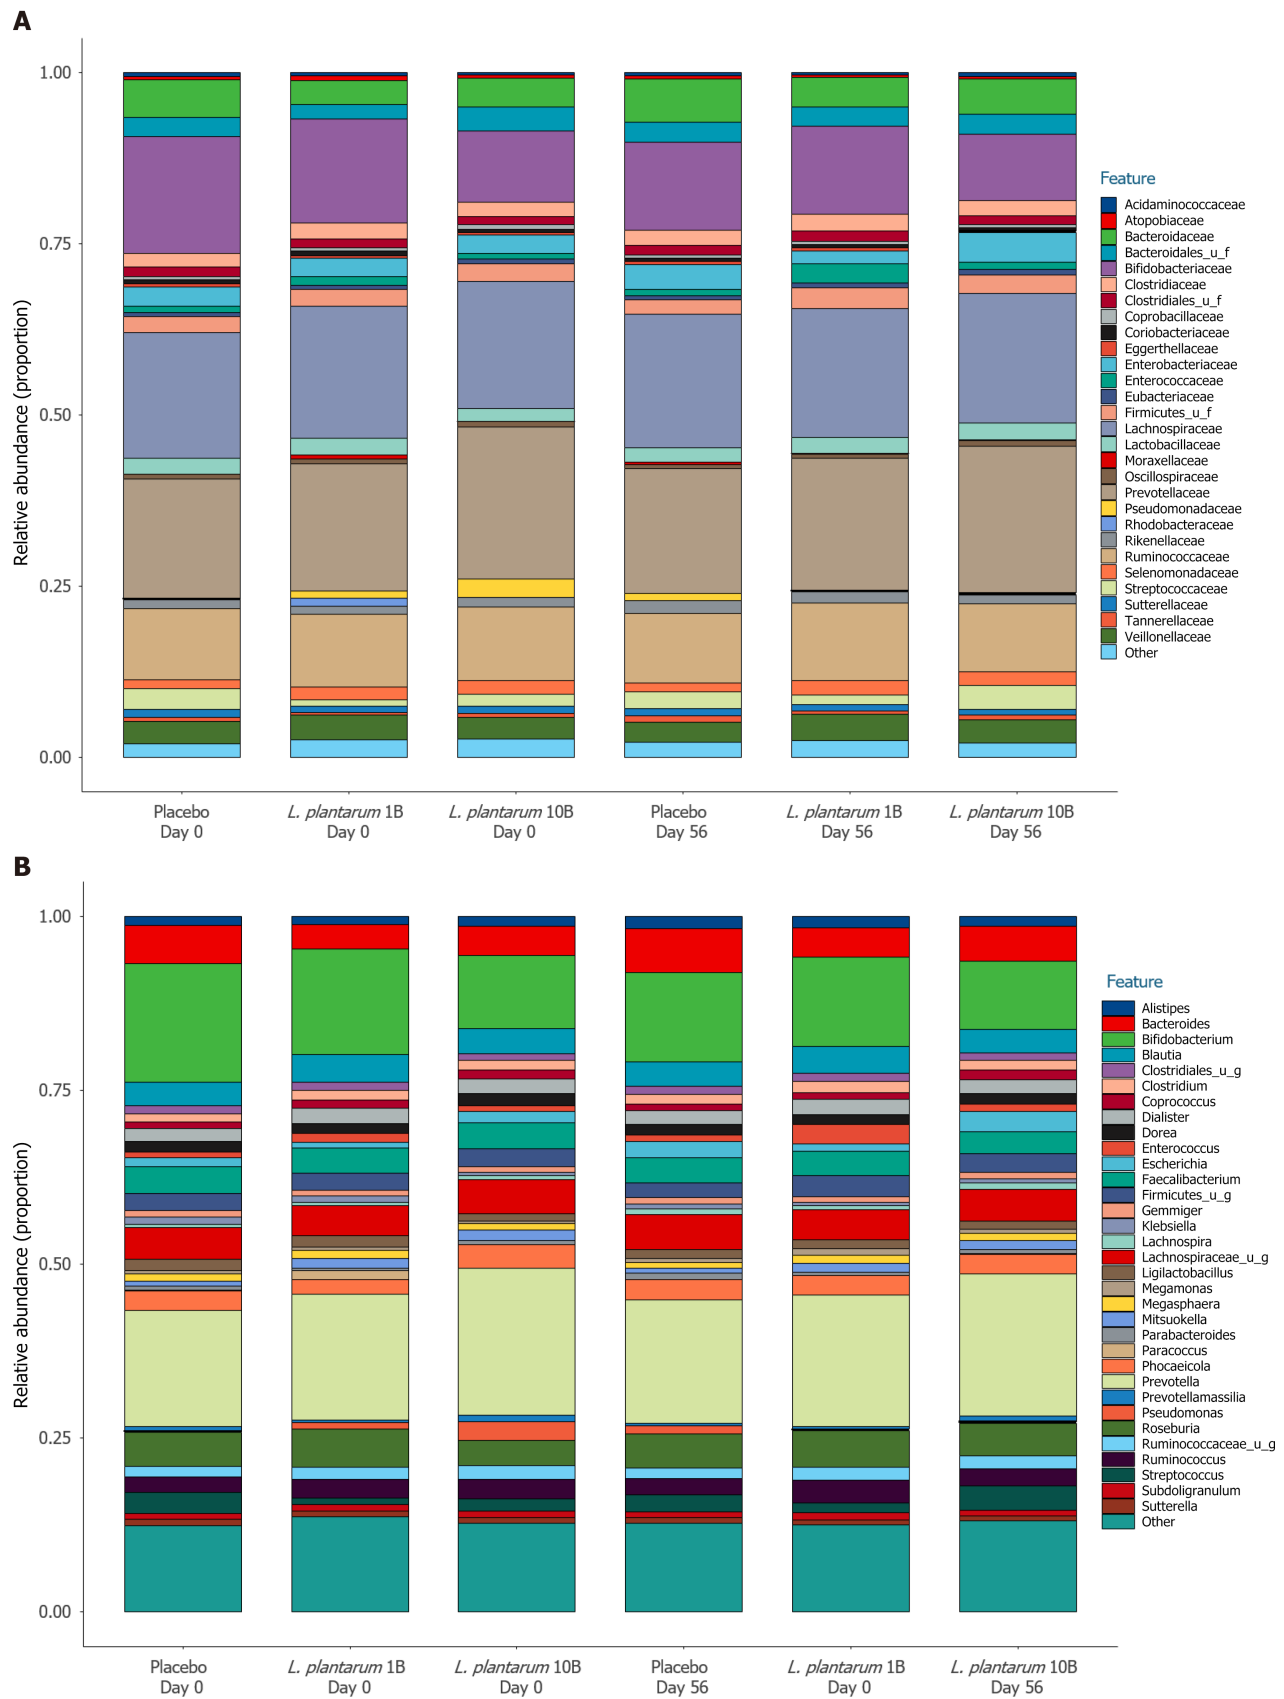 A
Relative abundance (proportion)
1.00
0.75
0.50
0.25
0.00
Placebo
Day 0
L. plantarum 1B
Day 0
L. plantarum 10B
Day 0
Placebo
Day 56
L. plantarum 1B
Day 56
L. plantarum 10B
Day 56
Feature
Acidaminococcaceae
Atopobiaceae
Bacteroidaceae
Bacteroidales_u_f
Bifidobacteriaceae
Clostridiaceae
Clostridiales_u_f
Coprobacillaceae
Coriobacteriaceae
Eggerthellaceae
Enterobacteriaceae
Enterococcaceae
Eubacteriaceae
Firmicutes_u_f
Lachnospiraceae
Lactobacillaceae
Moraxellaceae
Oscillospiraceae
Prevotellaceae
Pseudomonadaceae
Rhodobacteraceae
Rikenellaceae
Ruminococcaceae
Selenomonadaceae
Streptococcaceae
Sutterellaceae
Tannerellaceae
Veillonellaceae
Other
B
Relative abundance (proportion)
1.00
0.75
0.50
0.25
0.00
Placebo
Day 0
L. plantarum 1B
Day 0
L. plantarum 10B
Day 0
Placebo
Day 56
L. plantarum 1B
Day 0
L. plantarum 10B
Day 56
Feature
Alistipes
Bacteroides
Bifidobacterium
Blautia
Clostridiales_u_g
Clostridium
Coprococcus
Dialister
Dorea
Enterococcus
Escherichia
Faecalibacterium
Firmicutes_u_g
Gemmiger
Klebsiella
Lachnospira
Lachnospiraceae_u_g
Ligilactobacillus
Megamonas
Megasphaera
Mitsuokella
Parabacteroides
Paracoccus
Phocaeicola
Prevotella
Prevotellamassilia
Pseudomonas
Roseburia
Ruminococcaceae_u_g
Ruminococcus
Streptococcus
Subdoligranulum
Sutterella
Other